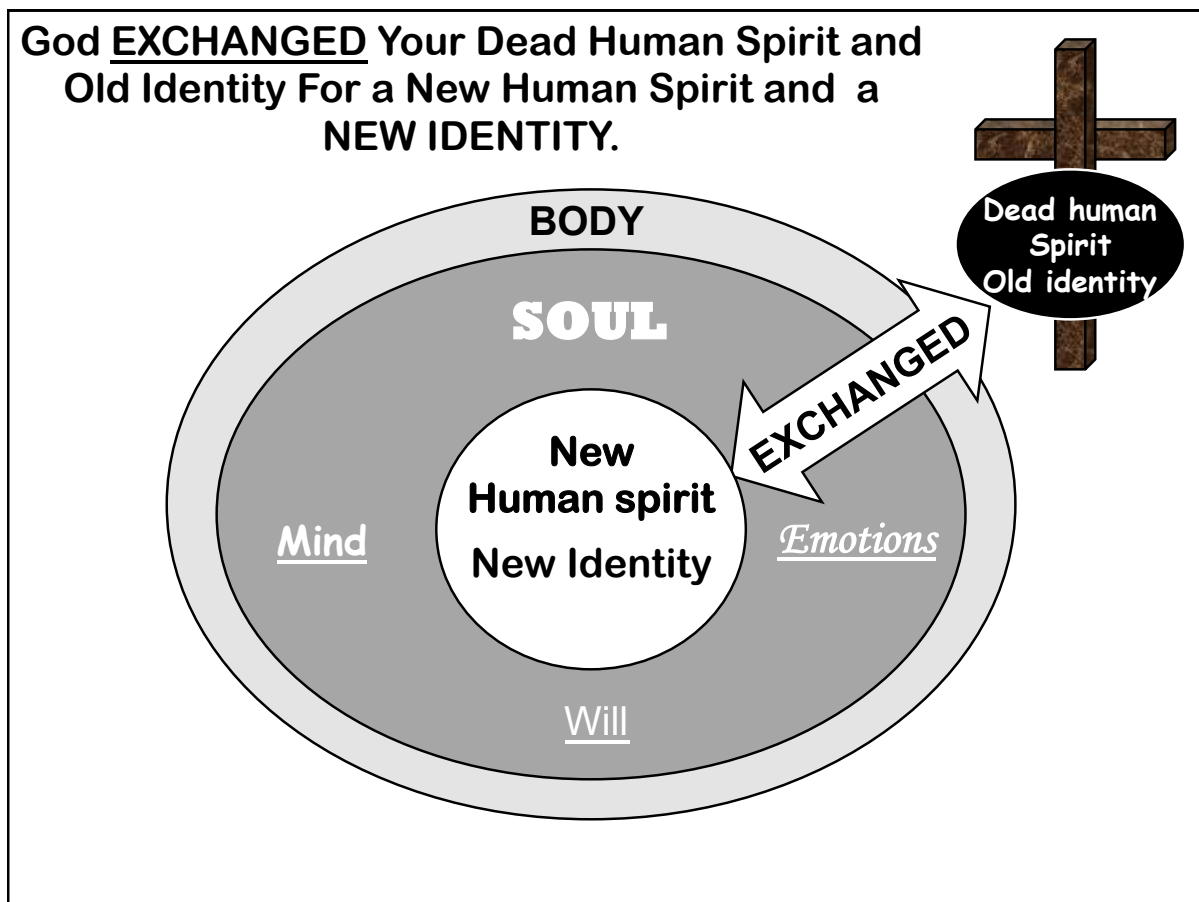 God EXCHANGED Your Dead Human Spirit and
Old Identity For a New Human Spirit and a
NEW IDENTITY.
Dead human
Spirit
Old identity
BODY
SOUL
EXCHANGED
New
Human spirit
New Identity
Mind
Emotions
Will